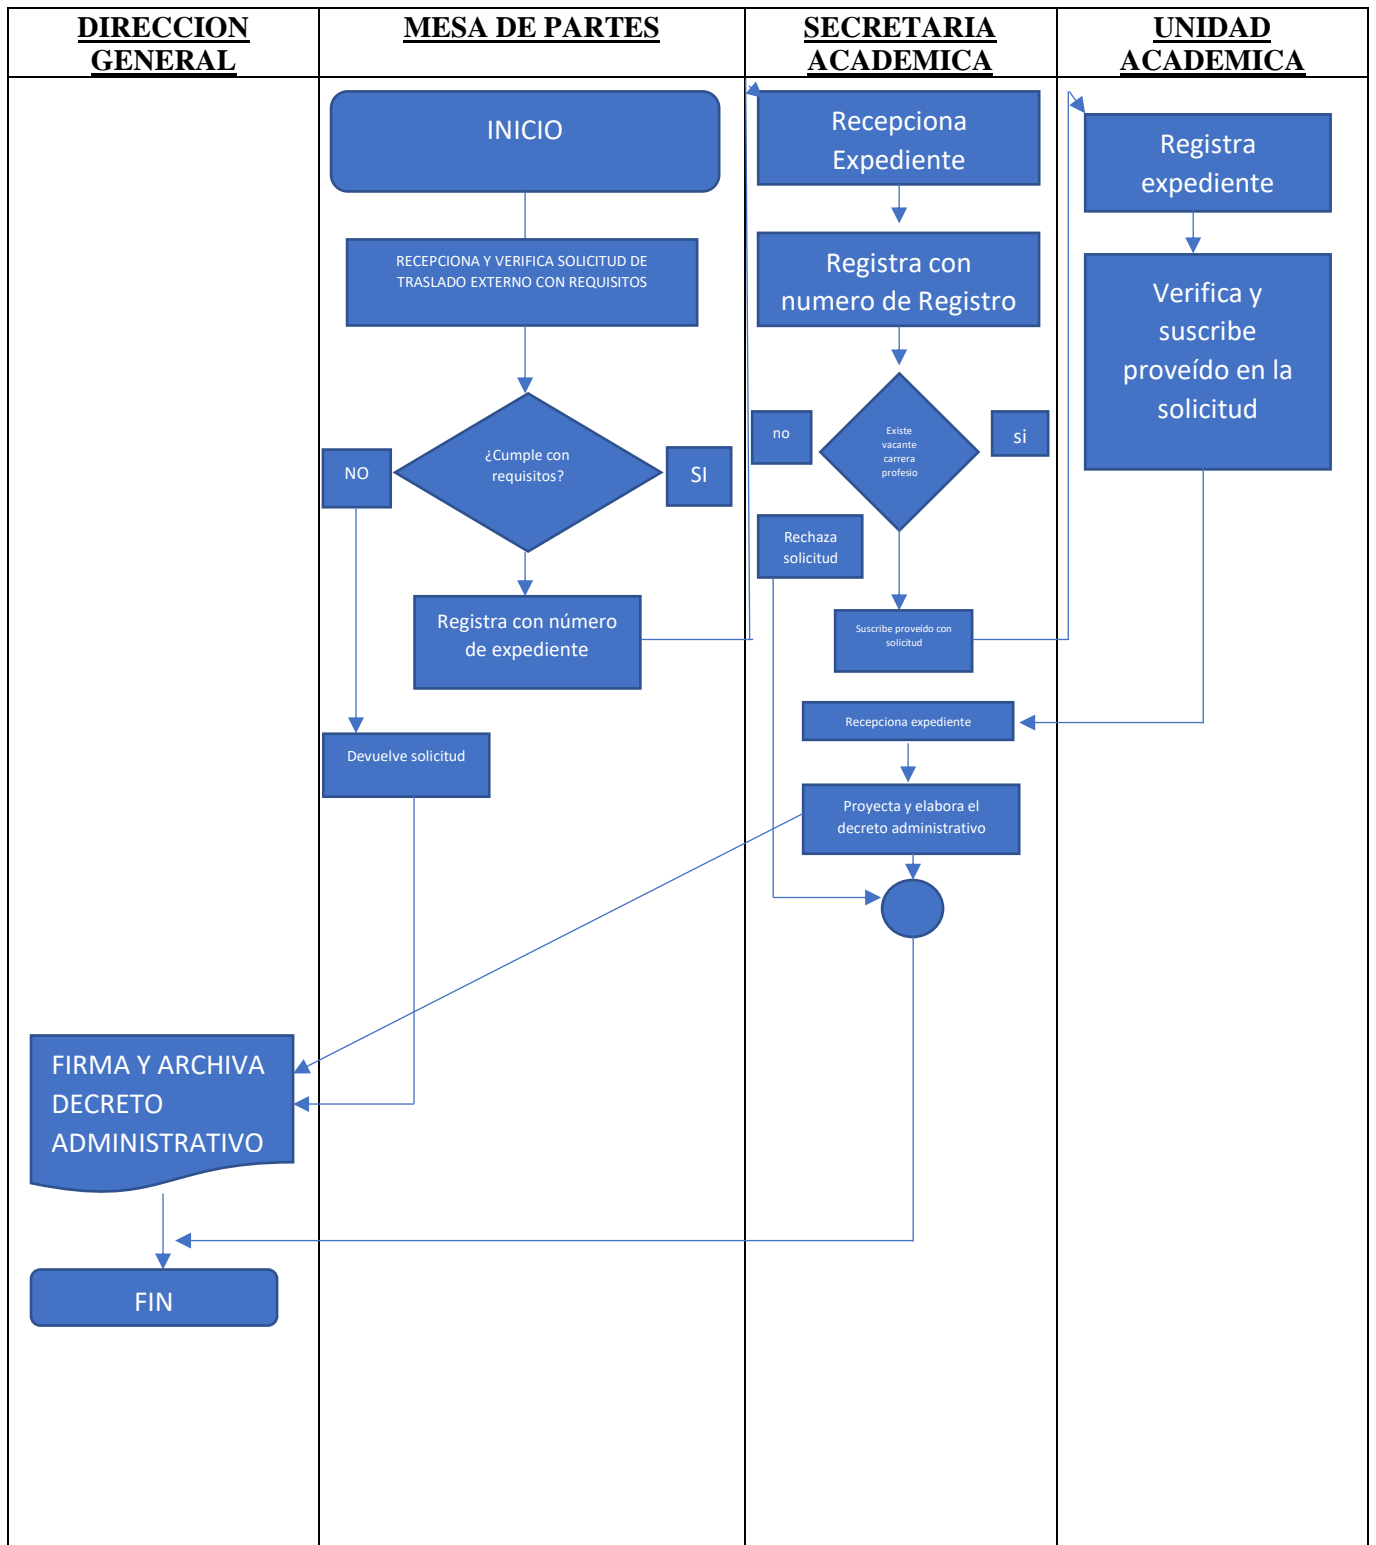 DIRECCION
GENERAL
MESA DE PARTES
SECRETARIA
ACADEMICA
UNIDAD
ACADEMICA
INICIO
RECEPCIONA Y VERIFICA SOLICITUD DE
TRASLADO EXTERNO CON REQUISITOS
¿Cumple con
requisitos?
NO
SI
Registra con número
de expediente
Devuelve solicitud
Recepciona
Expediente
Registra con
numero de Registro
Existe
vacante
carrera
profesio
no
si
Rechaza
solicitud
Suscribe proveído con
solicitud
Recepciona expediente
Proyecta y elabora el
decreto administrativo
Registra
expediente
Verifica y
suscribe
proveído en la
solicitud
FIRMA Y ARCHIVA
DECRETO
ADMINISTRATIVO
FIN